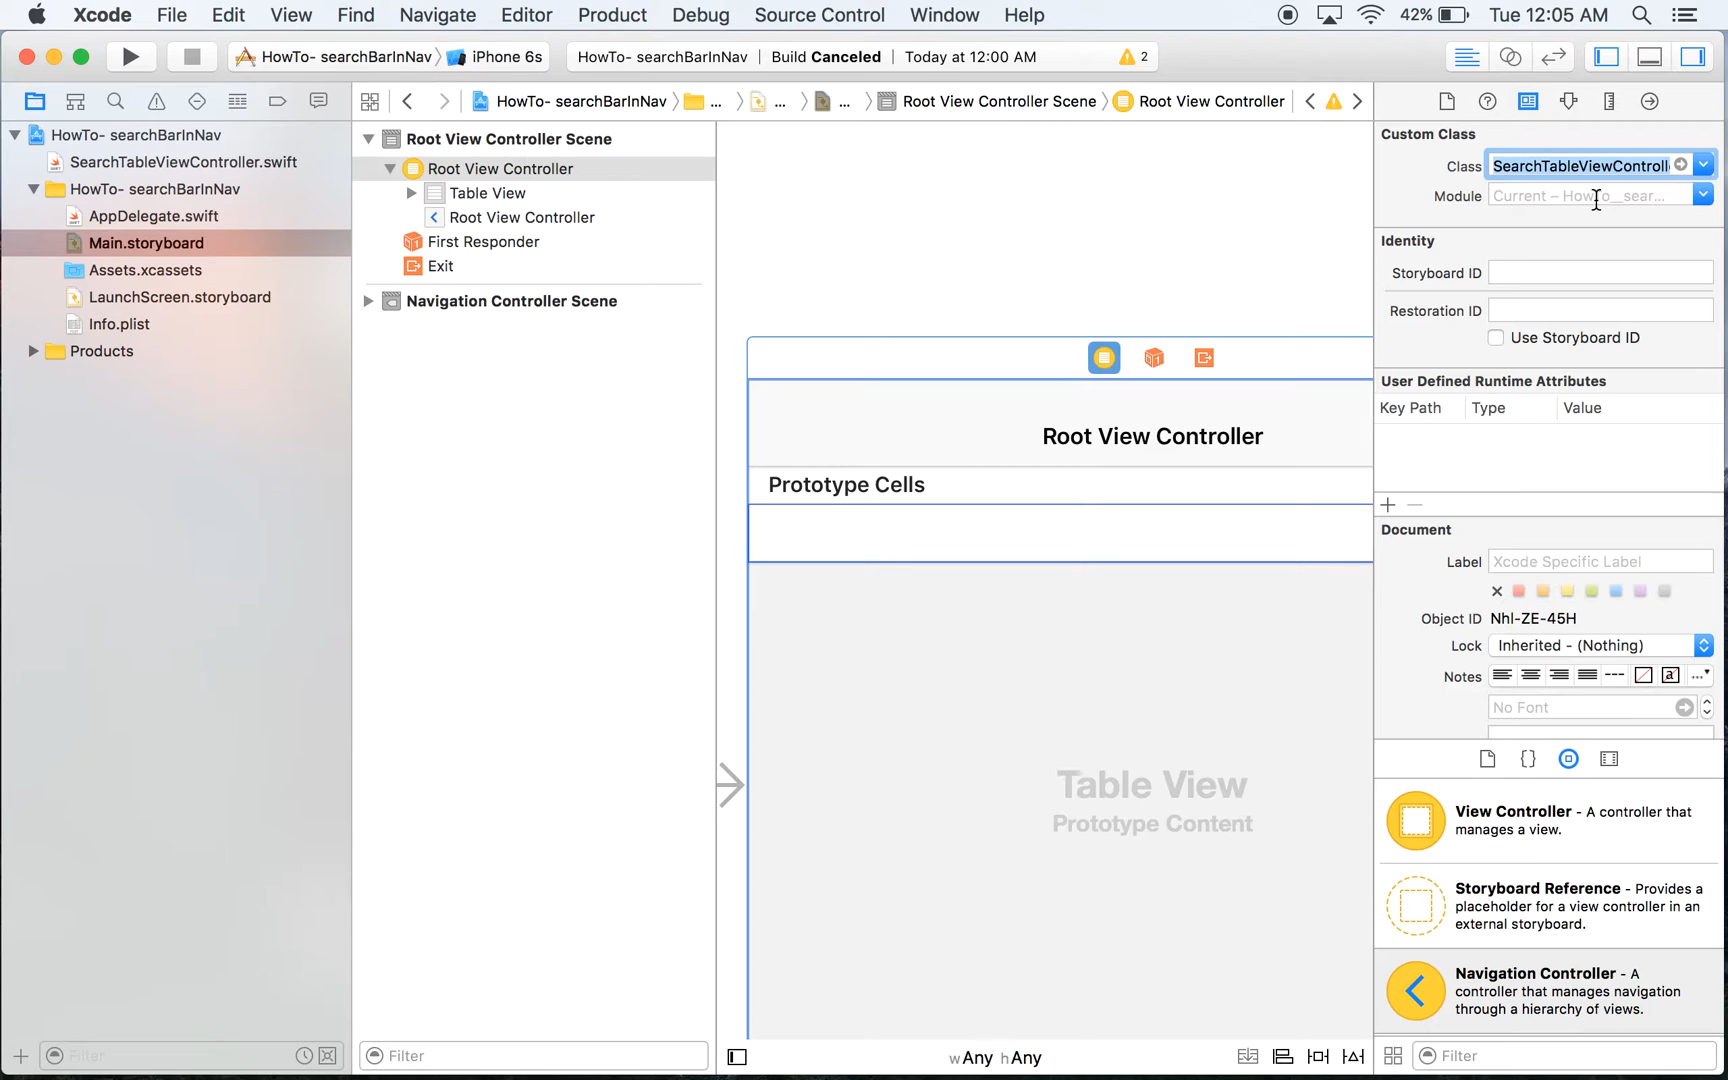 Xcode File Edit View Find Navigate Editor Product Debug Source Control Window Help 42% Tue 12:05 AM
HowTo- searchBarInNav iPhone 6s HowTo- searchBarInNav Build Canceled Today at 12:00 AM 2
HowTo- searchBarInNav ... ... ... Root View Controller Scene Root View Controller
HowTo- searchBarInNav
SearchTableViewController.swift
HowTo- searchBarInNav
AppDelegate.swift
Main.storyboard
Assets.xcassets
LaunchScreen.storyboard
Info.plist
Products
Filter
Root View Controller Scene
Root View Controller
Table View
Root View Controller
First Responder
Exit
Navigation Controller Scene
Filter
Root View Controller
Prototype Cells
Table View
Prototype Content
wAny hAny
Custom Class
Class SearchTableViewControll
Module
Identity
Storyboard ID
Restoration ID
Use Storyboard ID
User Defined Runtime Attributes
Key Path Type Value
Document
Label Xcode Specific Label
Object ID Nhl-ZE-45H
Lock Inherited - (Nothing)
Notes
No Font
View Controller - A controller that
manages a view.
Storyboard Reference - Provides a
placeholder for a view controller in an
external storyboard.
Navigation Controller - A
controller that manages navigation
through a hierarchy of views.
Filter